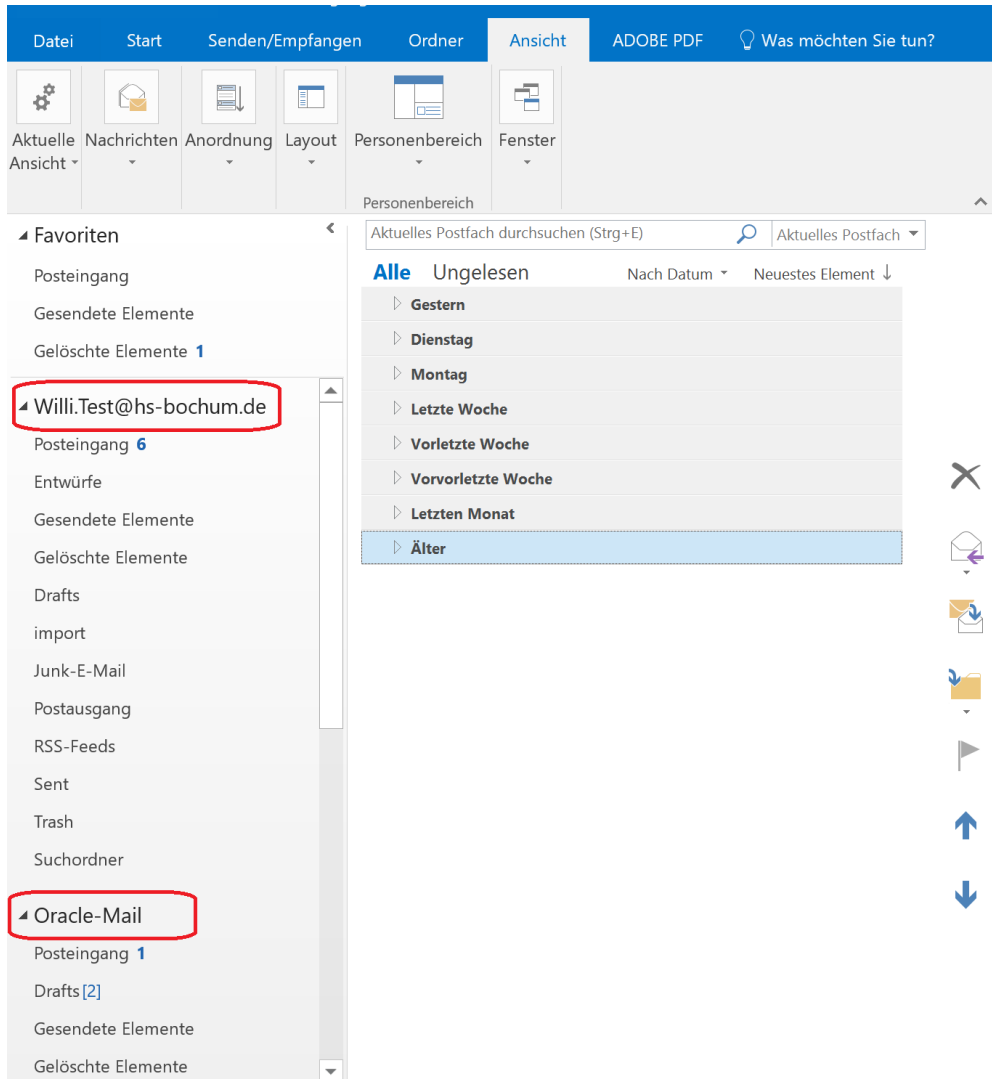 Datei Start Senden/Empfangen Ordner Ansicht ADOBE PDF Was möchten Sie tun?
Aktuelle Ansicht
Nachrichten
Anordnung
Layout
Personenbereich
Fenster
Personenbereich
Favoriten
Posteingang
Gesendete Elemente
Gelöschte Elemente 1
Willi.Test@hs-bochum.de
Posteingang 6
Entwürfe
Gesendete Elemente
Gelöschte Elemente
Drafts
import
Junk-E-Mail
Postausgang
RSS-Feeds
Sent
Trash
Suchordner
Oracle-Mail
Posteingang 1
Drafts [2]
Gesendete Elemente
Gelöschte Elemente
Aktuelles Postfach durchsuchen (Strg+E) Aktuelles Postfach
Alle Ungelesen Nach Datum Neuestes Element
Gestern
Dienstag
Montag
Letzte Woche
Vorletzte Woche
Vorvorletzte Woche
Letzten Monat
Älter